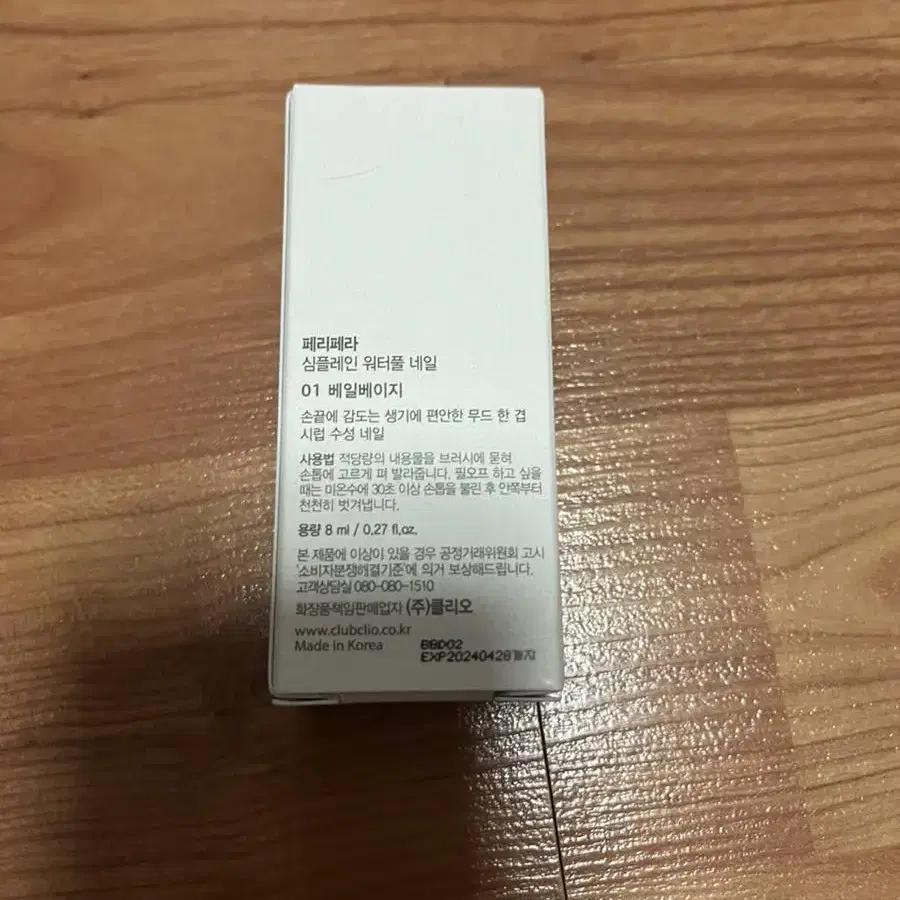 페리페라
심플레인 워터풀 네일
01 베일베이지
손끝에 감도는 생기에 편안한 무드 한 겹
시럽 수성 네일
사용법 적당량의 내용물을 브러시에 묻혀
손톱에 고르게 펴 발라줍니다. 필오프 하고 싶을
때는 미온수에 30초 이상 손톱을 불린 후 안쪽부터
천천히 벗겨냅니다.
용량 8 ml / 0.27 fl.oz.
본 제품에 이상이 있을 경우 공정거래위원회 고시
'소비자분쟁해결기준'에 의거 보상해드립니다.
고객상담실 080-080-1510
화장품책임판매업자 (주)클리오
www.clubclio.co.kr
Made in Korea
BBD02
EXP20240428까지